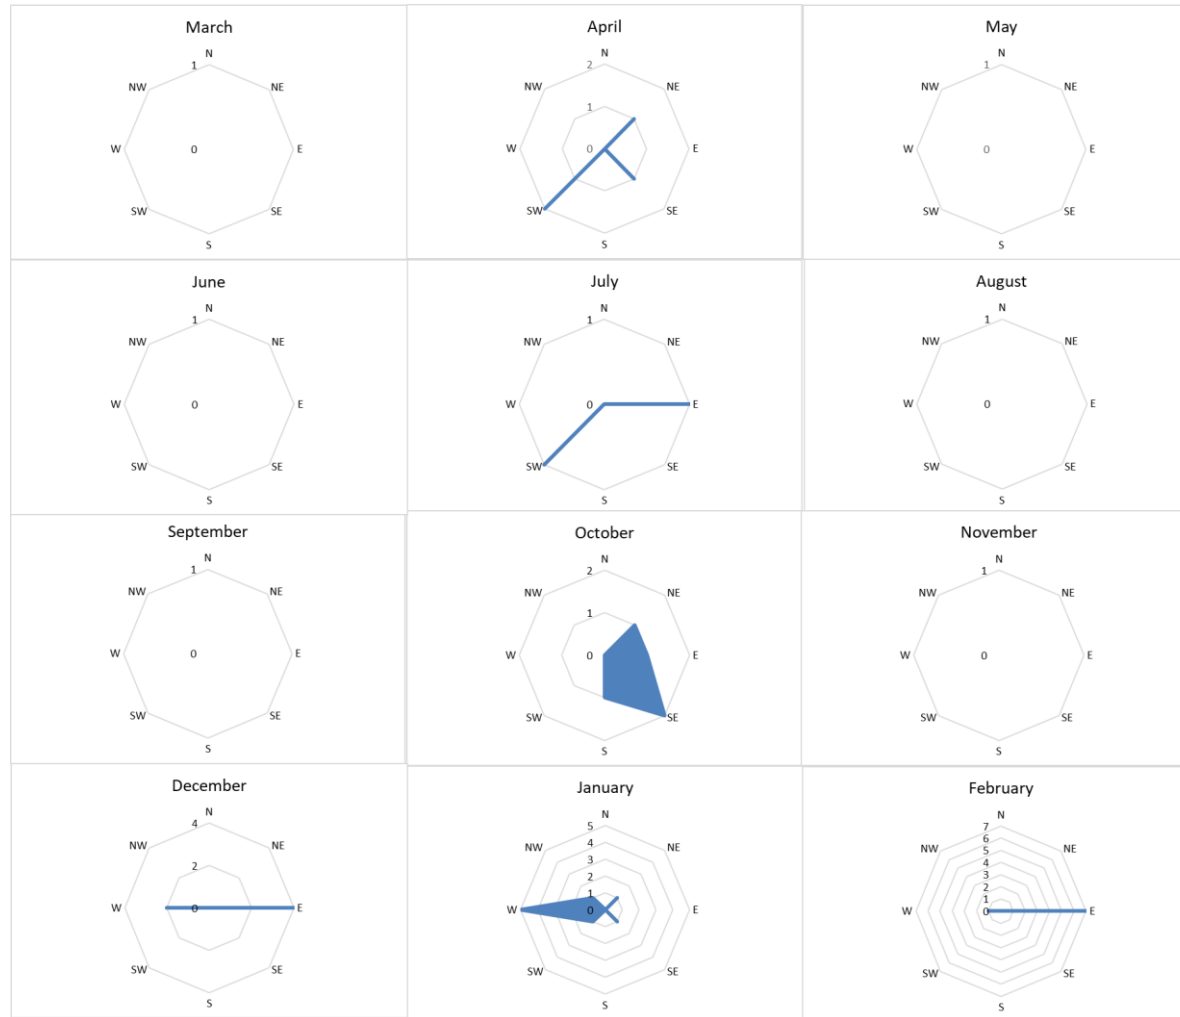 March
N
1
NW
NE
W
0
E
SW
SE
S
April
N
2
NW
NE
1
W
0
E
SW
SE
S
May
N
1
NW
NE
W
0
E
SW
SE
S
June
N
1
NW
NE
W
0
E
SW
SE
S
July
N
1
NW
NE
W
0
E
SW
SE
S
August
N
1
NW
NE
W
0
E
SW
SE
S
September
N
1
NW
NE
W
0
E
SW
SE
S
October
N
2
NW
NE
1
W
0
E
SW
SE
S
November
N
1
NW
NE
W
0
E
SW
SE
S
December
N
4
NW
NE
2
W
0
E
SW
SE
S
January
N
5
4
NW
NE
3
2
1
W
0
E
SW
SE
S
February
N
7
6
NW
NE
5
4
3
2
1
W
0
E
SW
SE
S